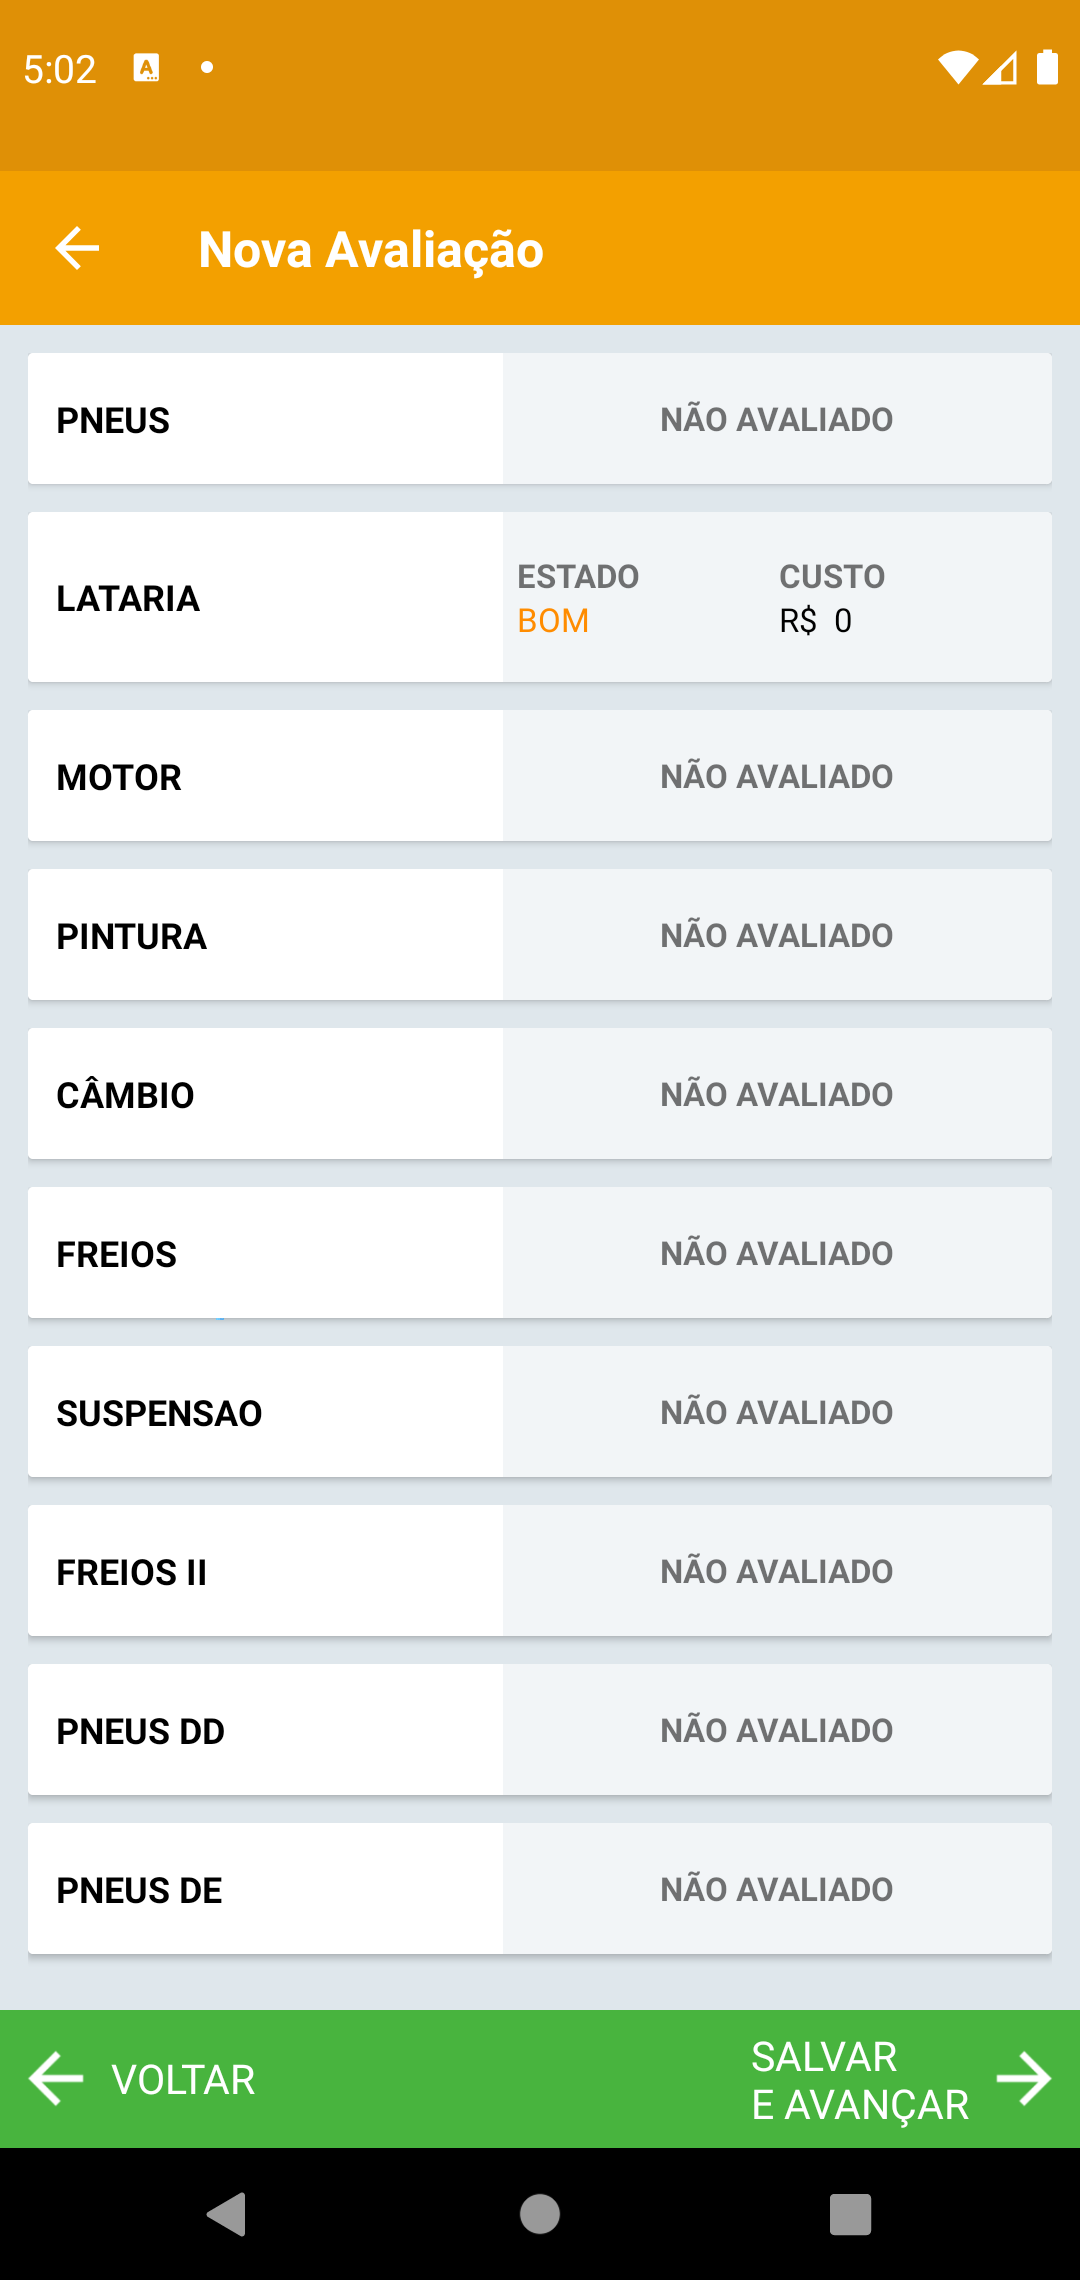 5:02
Nova Avaliação
PNEUS NÃO AVALIADO
LATARIA
ESTADO CUSTO
BOM R$ 0
MOTOR NÃO AVALIADO
PINTURA NÃO AVALIADO
CÂMBIO NÃO AVALIADO
FREIOS NÃO AVALIADO
SUSPENSAO NÃO AVALIADO
FREIOS II NÃO AVALIADO
PNEUS DD NÃO AVALIADO
PNEUS DE NÃO AVALIADO
VOLTAR
SALVAR
E AVANÇAR